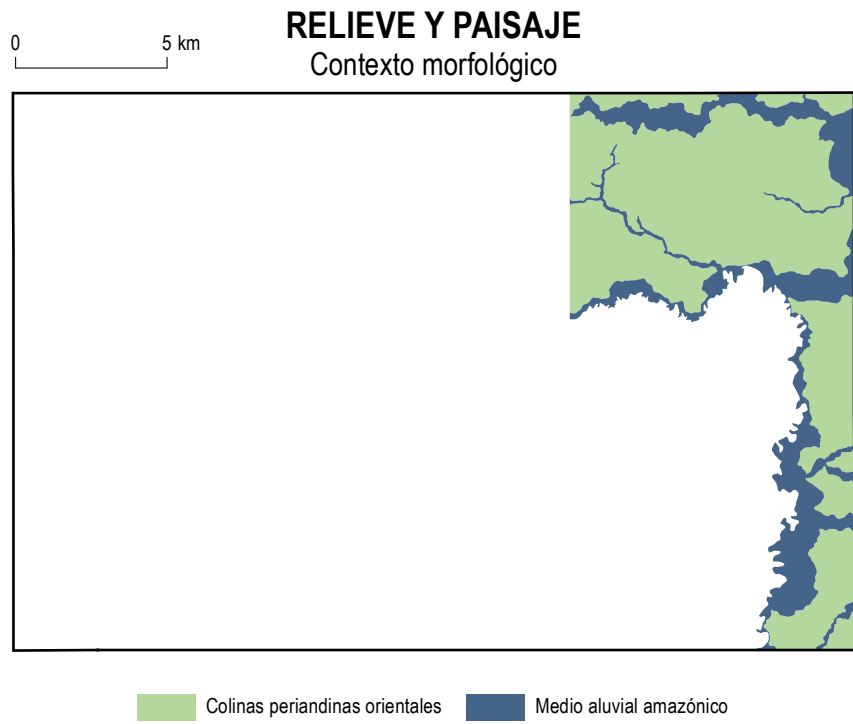 RELIEVE Y PAISAJE
Contexto morfológico
0 5 km
Colinas periandinas orientales
Medio aluvial amazónico